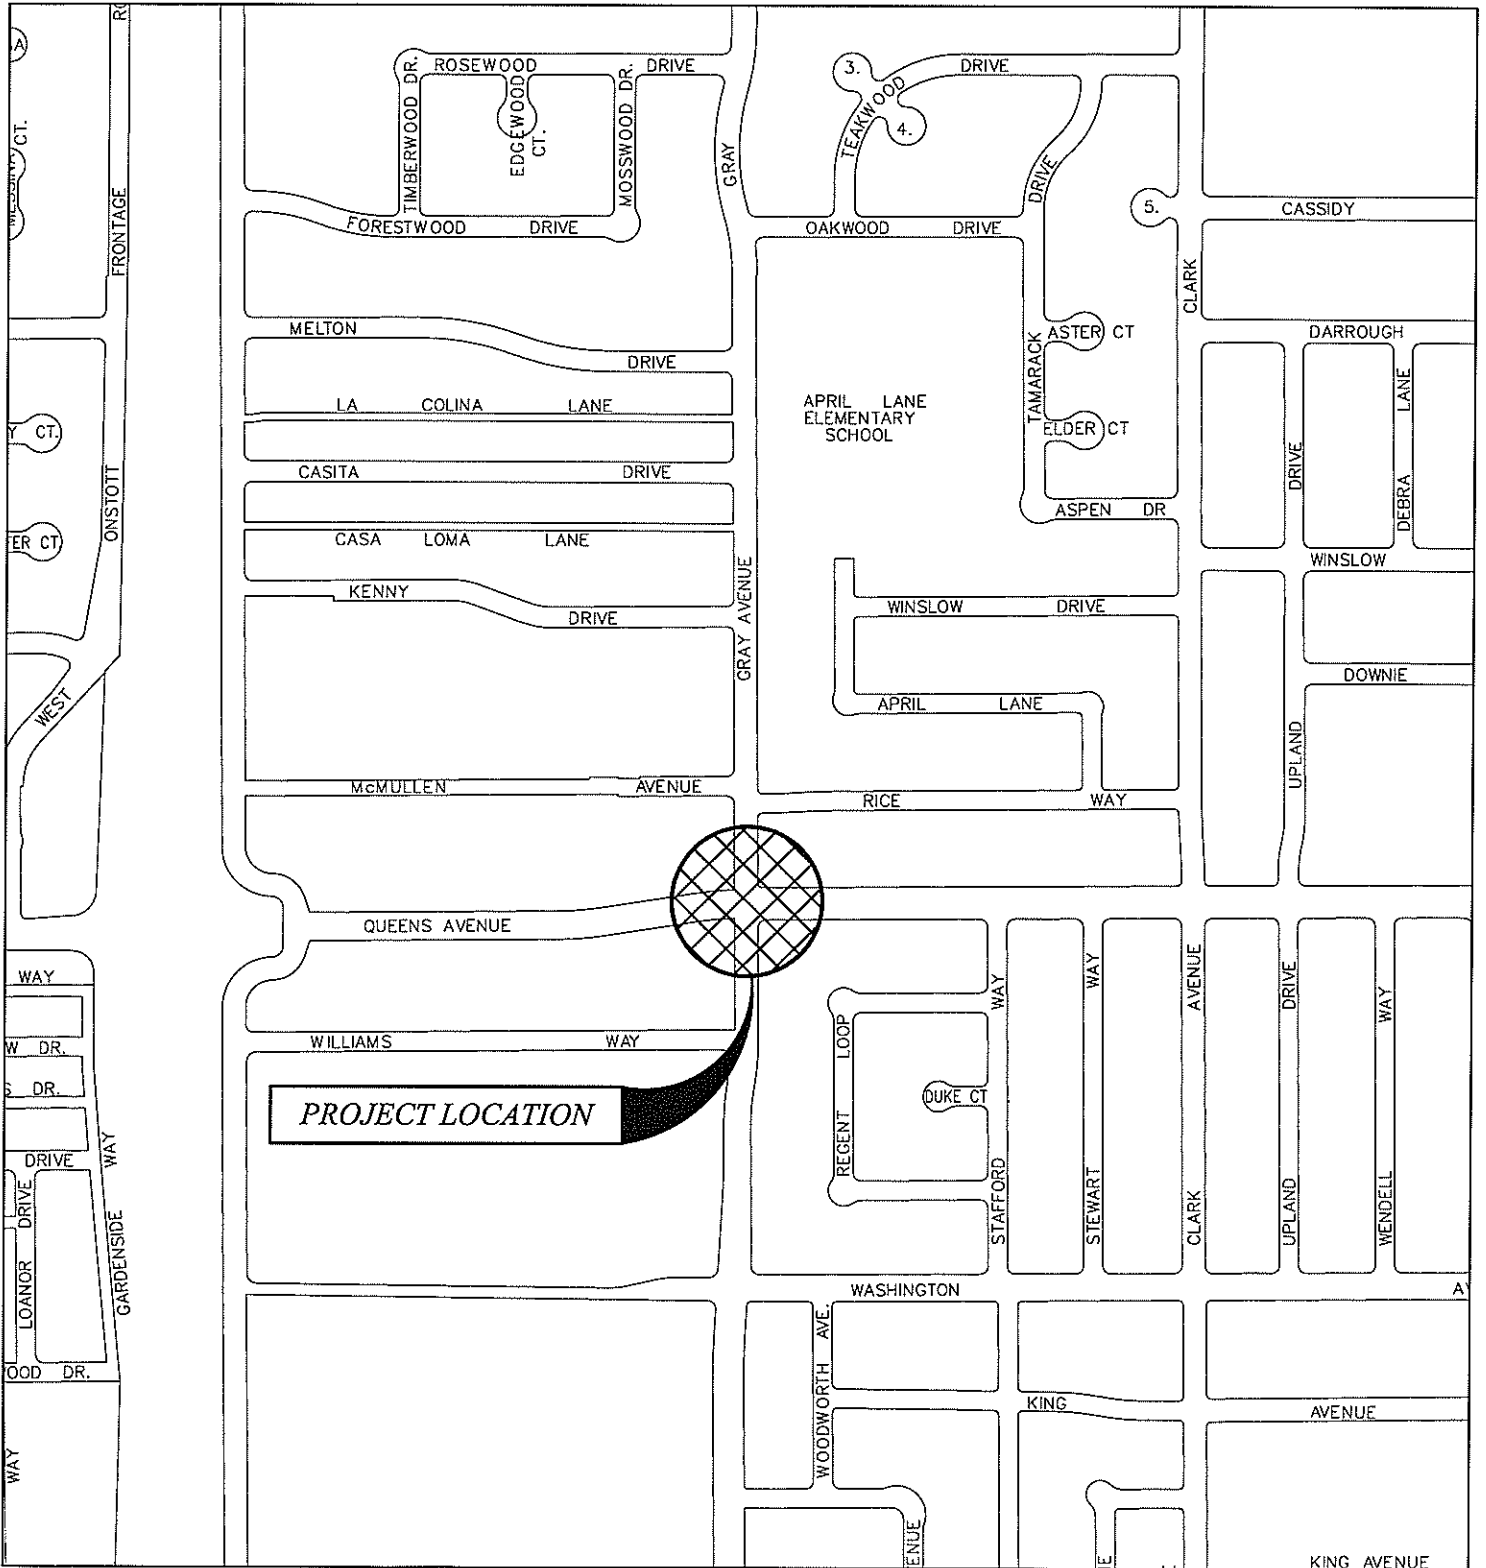 ROSEWOOD DRIVE
TIMBERWOOD DR.
EDGEWOOD CT.
MOSSWOOD DR.
FORESTWOOD DRIVE
GRAY
3.
4.
TEAKWOOD DRIVE
DRIVE
5.
OAKWOOD DRIVE
CASSIDY
CLARK
CT.
FRONTAGE
MELTON DRIVE
LA COLINA LANE
CASITA DRIVE
CASA LOMA LANE
KENNY DRIVE
APRIL LANE
ELEMENTARY
SCHOOL
TAMARACK
ASTER CT
ELDER CT
ASPEN DR
DARROUGH
DRIVE
DEBRA LANE
WINSLOW
CT.
ONSTOTT
CT
GRAY AVENUE
WINSLOW DRIVE
DOWNIE
WEST
APRIL LANE
UPLAND
McMULLEN AVENUE
RICE WAY
QUEENS AVENUE
WAY
DR.
DR.
WILLIAMS WAY
PROJECT LOCATION
REGENT LOOP
DUKE CT
STAFFORD WAY
STEWART WAY
CLARK AVENUE
UPLAND DRIVE
WENDELL WAY
DRIVE
LOANOR DRIVE
GARDENSIDE WAY
DR.
WASHINGTON
WOODWORTH AVE.
KING AVENUE
WAY
KING AVENUE